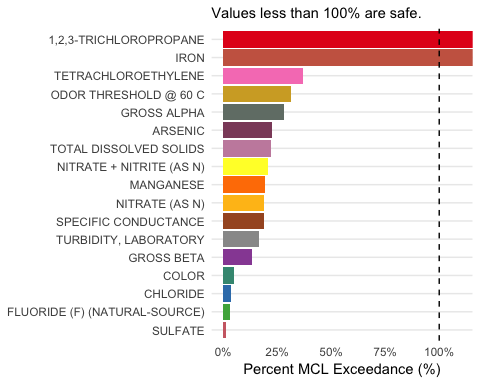 Values less than 100% are safe.
1,2,3-TRICHLOROPROPANE
IRON
TETRACHLOROETHYLENE
ODOR THRESHOLD @ 60 C
GROSS ALPHA
ARSENIC
TOTAL DISSOLVED SOLIDS
NITRATE + NITRITE (AS N)
MANGANESE
NITRATE (AS N)
SPECIFIC CONDUCTANCE
TURBIDITY, LABORATORY
GROSS BETA
COLOR
CHLORIDE
FLUORIDE (F) (NATURAL-SOURCE)
SULFATE
0% 25% 50% 75% 100%
Percent MCL Exceedance (%)